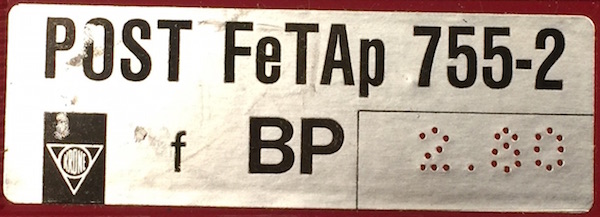 POST FeTAp 755-2
KRONE f BP 2.80